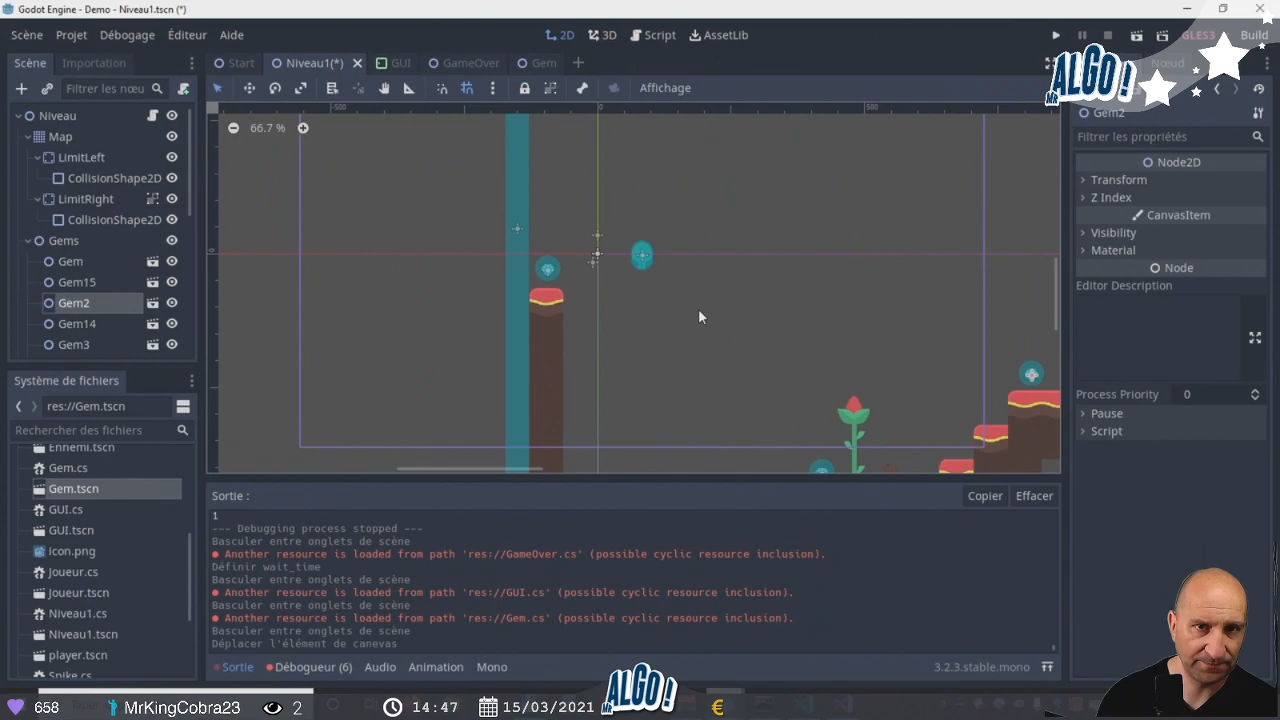 Godot Engine - Demo - Niveau1.tscn (*)
Scène Projet Débogage Éditeur Aide
2D 3D Script AssetLib
GLES3 Build
Scène Importation
Start Niveau1(*) GUI GameOver Gem
Nœud
Filtrer les nœu
Affichage
MR ALGO !
Gem2
Filtrer les propriétés
-500 0 500
66.7 %
0
Niveau
Map
LimitLeft
CollisionShape2D
LimitRight
CollisionShape2D
Gems
Gem
Gem15
Gem2
Gem14
Gem3
Node2D
Transform
Z Index
CanvasItem
Visibility
Material
Node
Editor Description
Process Priority 0
Pause
Script
Système de fichiers
res://Gem.tscn
Rechercher des fichiers
Ennemi.tscn
Gem.cs
Gem.tscn
GUI.cs
GUI.tscn
icon.png
Joueur.cs
Joueur.tscn
Niveau1.cs
Niveau1.tscn
player.tscn
Spike.cs
Sortie :
Copier Effacer
1
--- Debugging process stopped ---
Basculer entre onglets de scène
Another resource is loaded from path 'res://GameOver.cs' (possible cyclic resource inclusion).
Définir wait_time
Basculer entre onglets de scène
Another resource is loaded from path 'res://GUI.cs' (possible cyclic resource inclusion).
Basculer entre onglets de scène
Another resource is loaded from path 'res://Gem.cs' (possible cyclic resource inclusion).
Basculer entre onglets de scène
Déplacer l'élément de canevas
Sortie Débogueur (6) Audio Animation Mono
3.2.3.stable.mono
658 MrKingCobra23 2 14:47 15/03/2021 MR ALGO ! €